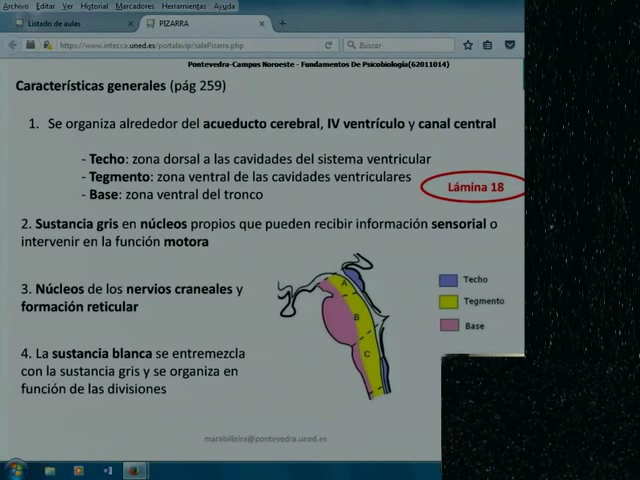 Archivo Editar Ver Historial Marcadores Herramientas Ayuda
Listado de aulas
PIZARRA
https://www.intecca.uned.es/portalavip/salaPizarra.php
Buscar
Pontevedra-Campus Noroeste - Fundamentos De Psicobiología(62011014)
Características generales (pág 259)
1. Se organiza alrededor del acueducto cerebral, IV ventrículo y canal central
- Techo: zona dorsal a las cavidades del sistema ventricular
- Tegmento: zona ventral de las cavidades ventriculares
- Base: zona ventral del tronco
Lámina 18
2. Sustancia gris en núcleos propios que pueden recibir información sensorial o
intervenir en la función motora
3. Núcleos de los nervios craneales y
formación reticular
4. La sustancia blanca se entremezcla
con la sustancia gris y se organiza en
función de las divisiones
A
B
C
Techo
Tegmento
Base
marabilleira@pontevedra.uned.es